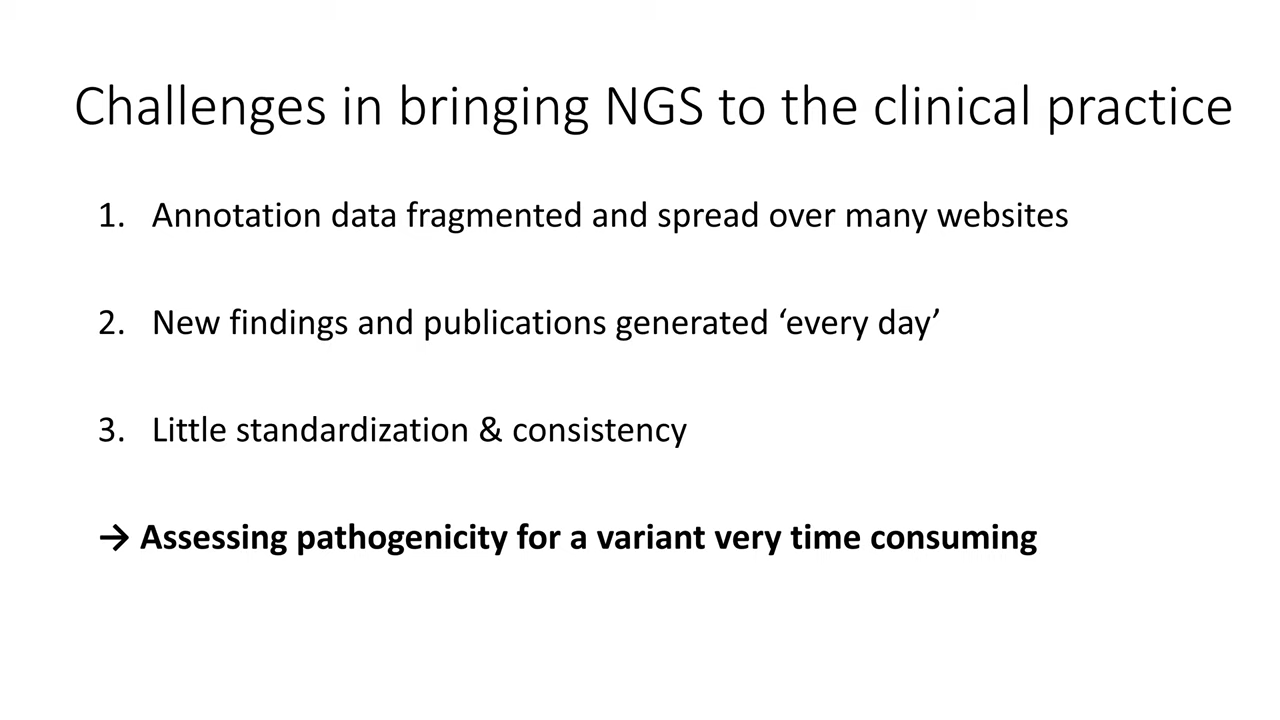 Challenges in bringing NGS to the clinical practice
1. Annotation data fragmented and spread over many websites
2. New findings and publications generated ‘every day’
3. Little standardization & consistency
→ Assessing pathogenicity for a variant very time consuming